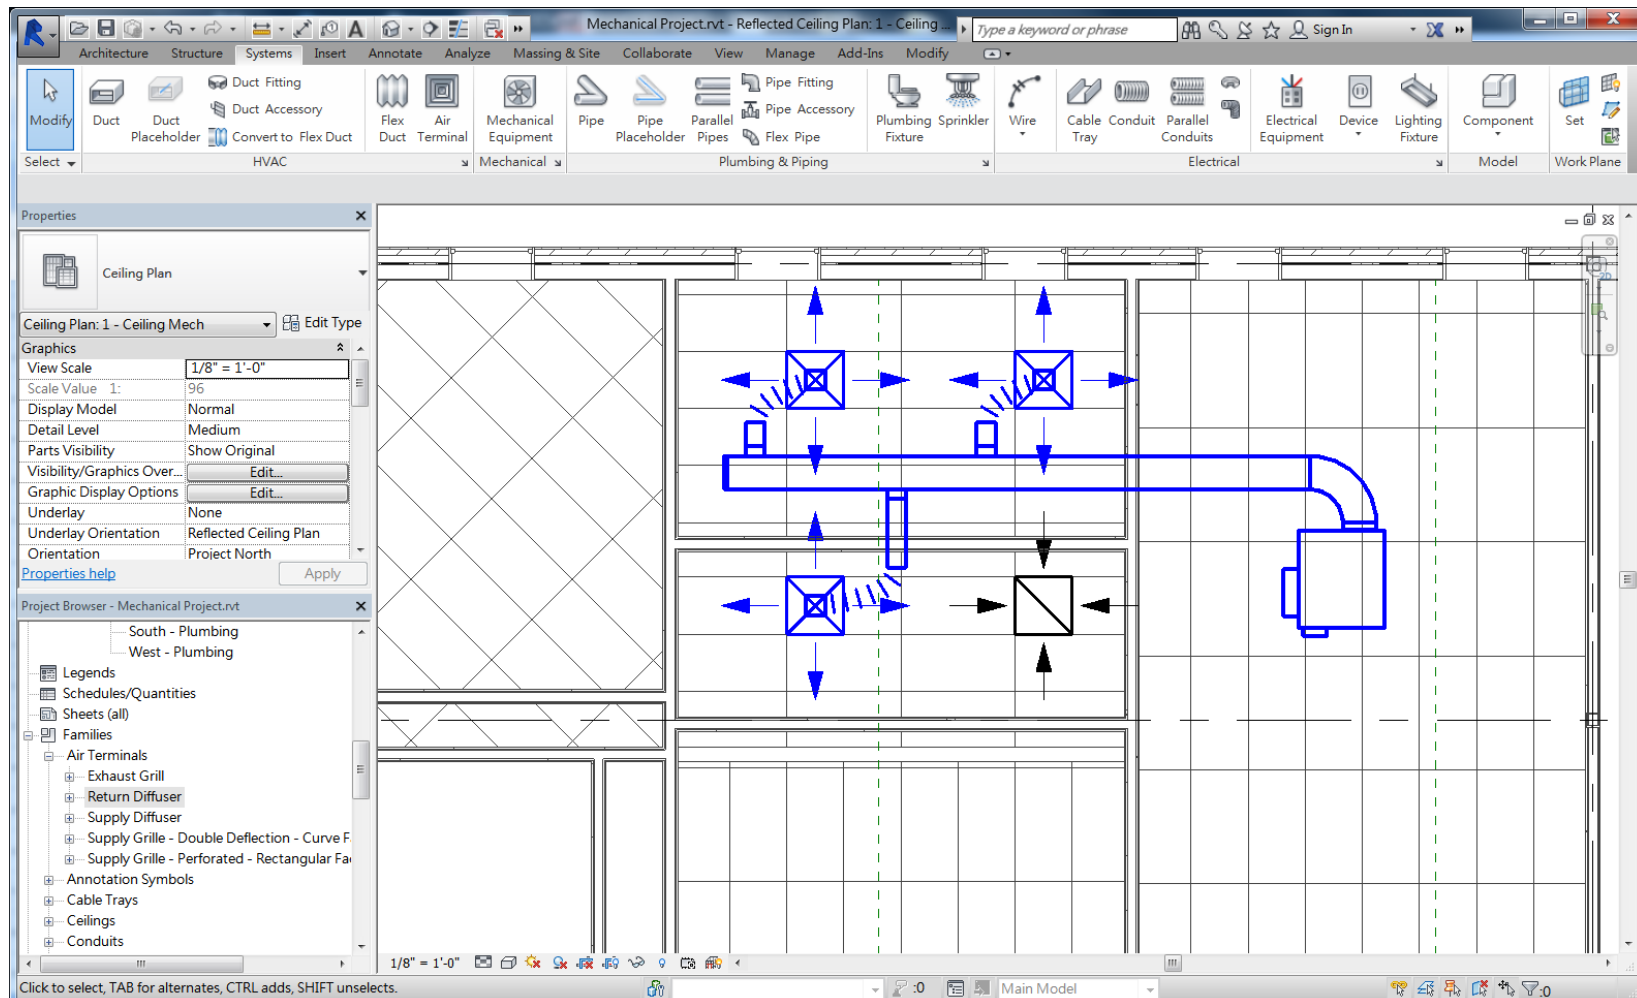 Mechanical Project.rvt - Reflected Ceiling Plan: 1 - Ceiling ...
Type a keyword or phrase
Sign In
Architecture Structure Systems Insert Annotate Analyze Massing & Site Collaborate View Manage Add-Ins Modify
Modify
Duct
Duct Placeholder
Duct Fitting
Duct Accessory
Convert to Flex Duct
Flex Duct
Air Terminal
Mechanical Equipment
Pipe
Pipe Placeholder
Parallel Pipes
Pipe Fitting
Pipe Accessory
Flex Pipe
Plumbing Fixture
Sprinkler
Wire
Cable Tray
Conduit
Parallel Conduits
Electrical Equipment
Device
Lighting Fixture
Component
Set
Select HVAC Mechanical Plumbing & Piping Electrical Model Work Plane
Properties
Ceiling Plan
Ceiling Plan: 1 - Ceiling Mech
Edit Type
Graphics
View Scale 1/8" = 1'-0"
Scale Value 1: 96
Display Model Normal
Detail Level Medium
Parts Visibility Show Original
Visibility/Graphics Over... Edit...
Graphic Display Options Edit...
Underlay None
Underlay Orientation Reflected Ceiling Plan
Orientation Project North
Properties help
Apply
Project Browser - Mechanical Project.rvt
South - Plumbing
West - Plumbing
Legends
Schedules/Quantities
Sheets (all)
Families
Air Terminals
Exhaust Grill
Return Diffuser
Supply Diffuser
Supply Grille - Double Deflection - Curve F
Supply Grille - Perforated - Rectangular Fa
Annotation Symbols
Cable Trays
Ceilings
Conduits
2D
1/8" = 1'-0"
Click to select, TAB for alternates, CTRL adds, SHIFT unselects.
:0
Main Model
:0